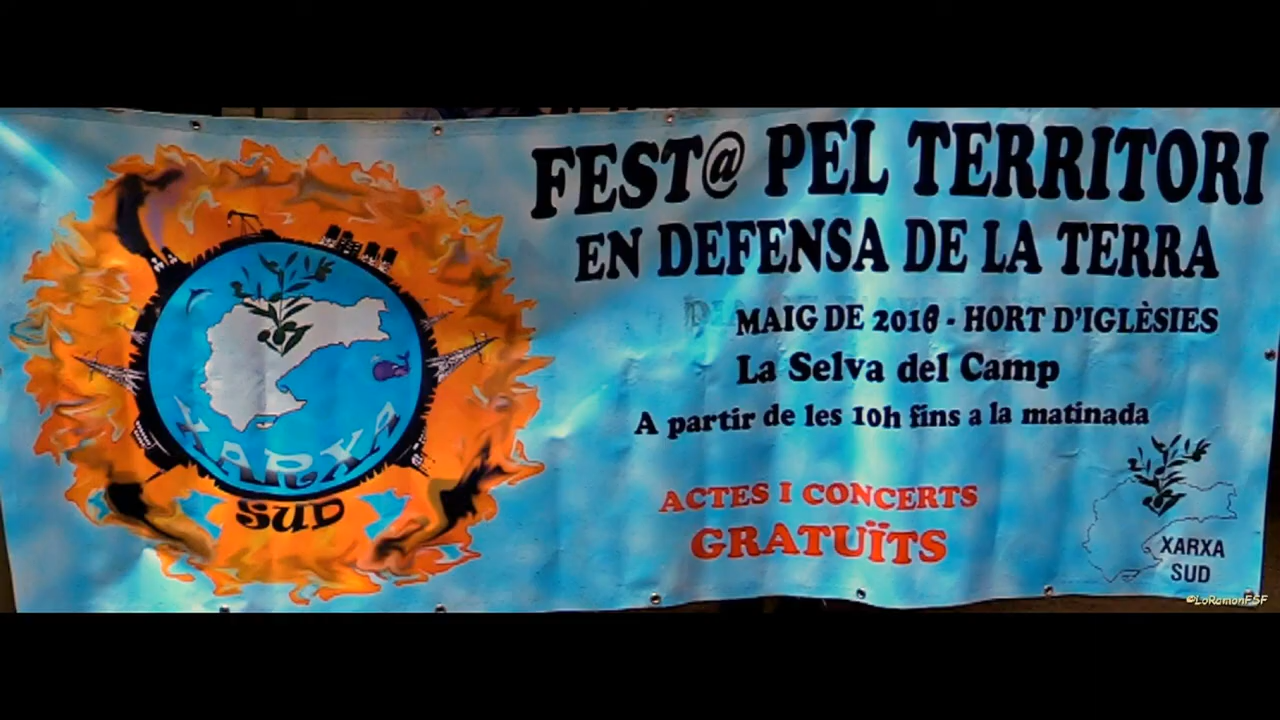 FEST@ PEL TERRITORI
EN DEFENSA DE LA TERRA
MAIG DE 2018 - HORT D'IGLÈSIES
La Selva del Camp
A partir de les 10h fins a la matinada
ACTES I CONCERTS
GRATUÏTS
XARXA
SUD
XARXA
SUD
©LoRamonFSF